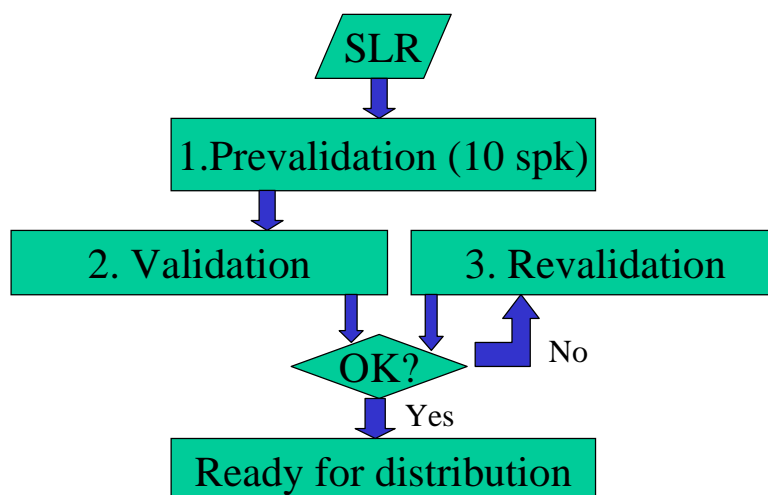 SLR
1.Prevalidation (10 spk)
2. Validation
3. Revalidation
OK?
No
Yes
Ready for distribution